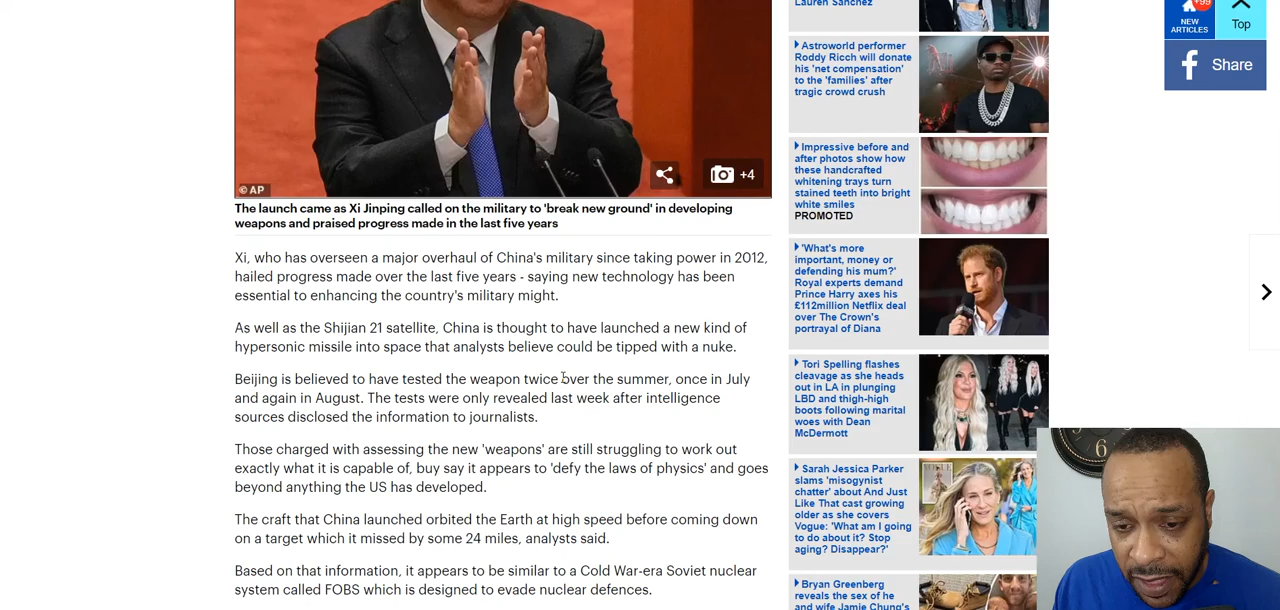 © AP
+4
The launch came as Xi Jinping called on the military to 'break new ground' in developing
weapons and praised progress made in the last five years
Xi, who has overseen a major overhaul of China's military since taking power in 2012,
hailed progress made over the last five years - saying new technology has been
essential to enhancing the country's military might.
As well as the Shijian 21 satellite, China is thought to have launched a new kind of
hypersonic missile into space that analysts believe could be tipped with a nuke.
Beijing is believed to have tested the weapon twice over the summer, once in July
and again in August. The tests were only revealed last week after intelligence
sources disclosed the information to journalists.
Those charged with assessing the new 'weapons' are still struggling to work out
exactly what it is capable of, buy say it appears to 'defy the laws of physics' and goes
beyond anything the US has developed.
The craft that China launched orbited the Earth at high speed before coming down
on a target which it missed by some 24 miles, analysts said.
Based on that information, it appears to be similar to a Cold War-era Soviet nuclear
system called FOBS which is designed to evade nuclear defences.
Lauren Sanchez
Astroworld performer
Roddy Ricch will donate
his 'net compensation'
to the 'families' after
tragic crowd crush
Impressive before and
after photos show how
these handcrafted
whitening trays turn
stained teeth into bright
white smiles
PROMOTED
'What's more
important, money or
defending his mum?'
Royal experts demand
Prince Harry axes his
£112million Netflix deal
over The Crown's
portrayal of Diana
Tori Spelling flashes
cleavage as she heads
out in LA in plunging
LBD and thigh-high
boots following marital
woes with Dean
McDermott
Sarah Jessica Parker
slams 'misogynist
chatter' about And Just
Like That cast growing
older as she covers
Vogue: 'What am I going
to do about it? Stop
aging? Disappear?'
Bryan Greenberg
reveals the sex of he
and wife Jamie Chung's
+99
NEW
ARTICLES
Top
Share
6